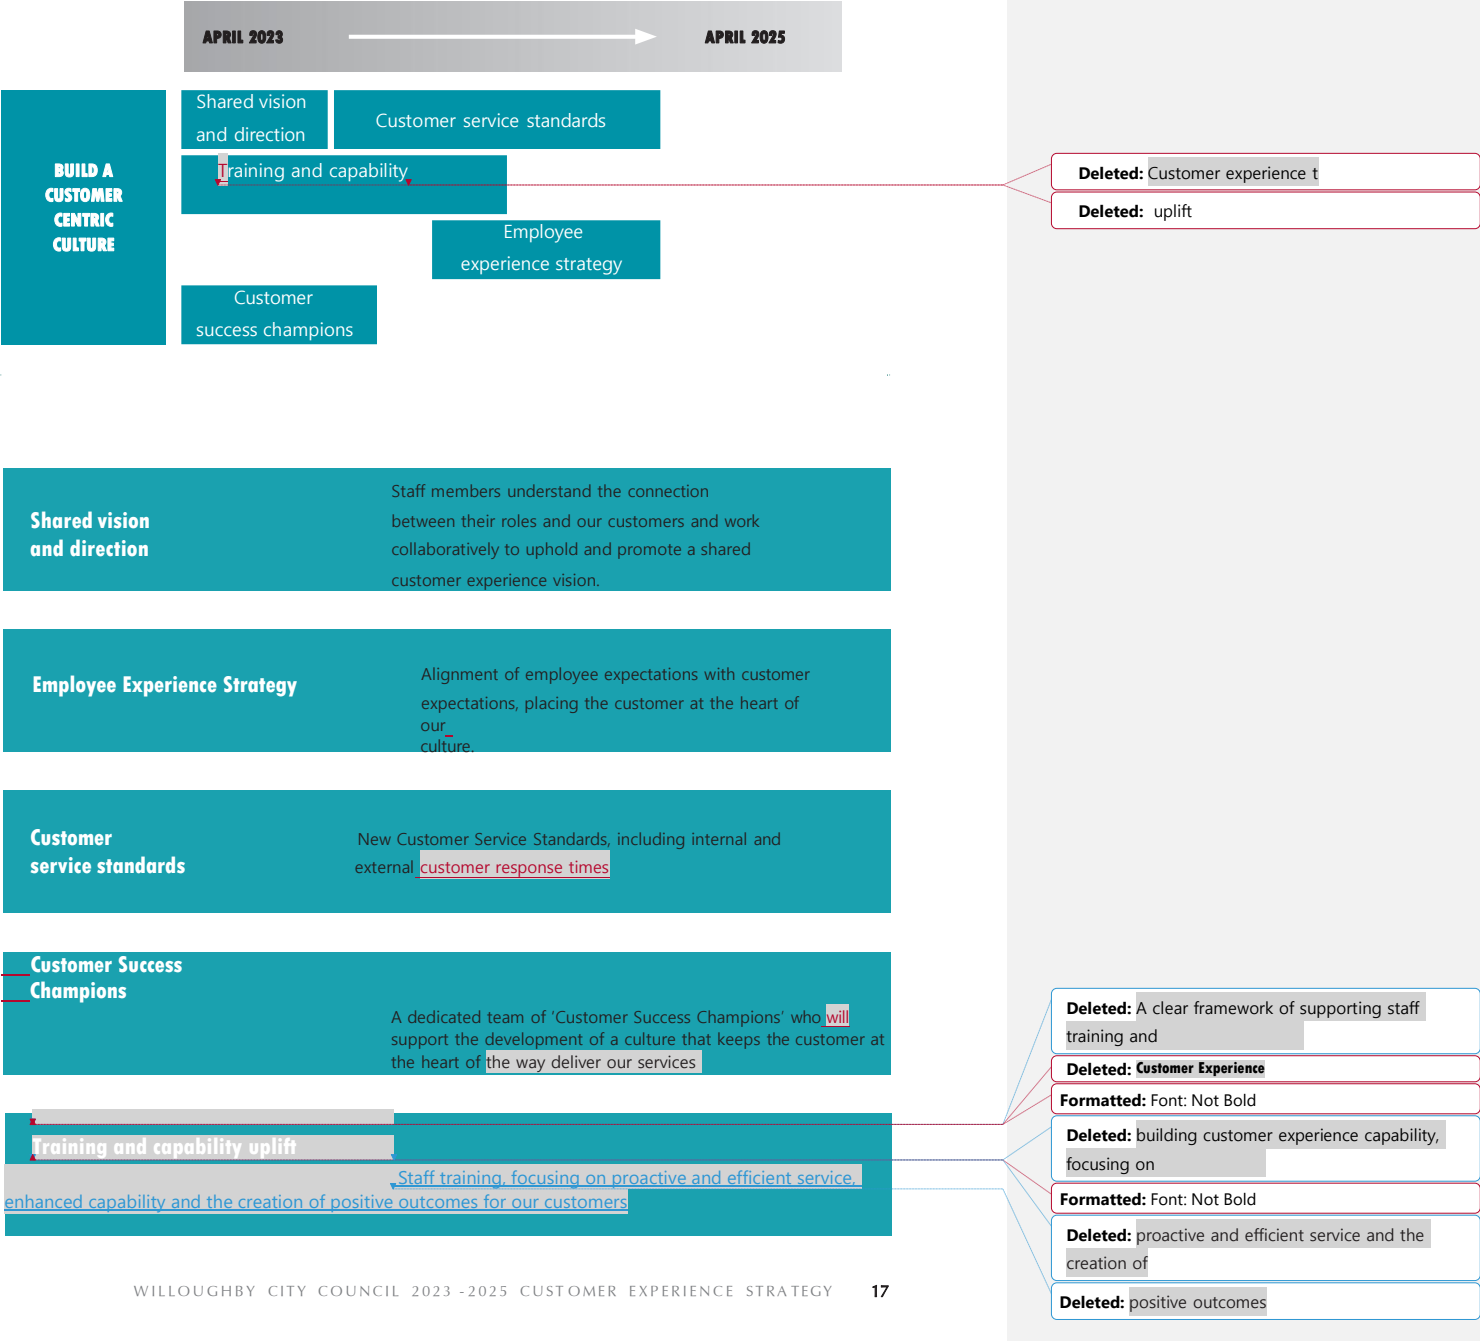 APRIL 2023
APRIL 2025
BUILD A
CUSTOMER
CENTRIC
CULTURE
Shared vision
and direction
Customer service standards
Training and capability
Employee
experience strategy
Customer
success champions
Deleted: Customer experience t
Deleted: uplift
Shared vision
and direction
Staff members understand the connection
between their roles and our customers and work
collaboratively to uphold and promote a shared
customer experience vision.
Employee Experience Strategy
Alignment of employee expectations with customer
expectations, placing the customer at the heart of
our
culture.
Customer
service standards
New Customer Service Standards, including internal and
external customer response times
Customer Success
Champions
A dedicated team of ‘Customer Success Champions’ who will
support the development of a culture that keeps the customer at
the heart of the way deliver our services
Training and capability uplift
Staff training, focusing on proactive and efficient service,
enhanced capability and the creation of positive outcomes for our customers
Deleted: A clear framework of supporting staff
training and
Deleted: Customer Experience
Formatted: Font: Not Bold
Deleted: building customer experience capability,
focusing on
Formatted: Font: Not Bold
Deleted: proactive and efficient service and the
creation of
Deleted: positive outcomes
WILLOUGHBY CITY COUNCIL 2023 -2025 CUSTOMER EXPERIENCE STRATEGY 17